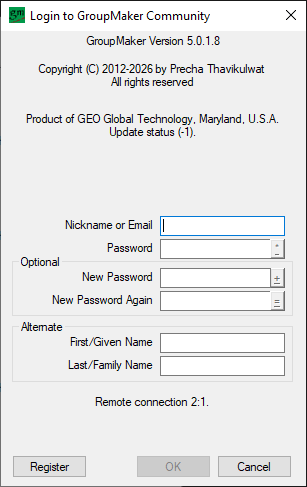 gm Login to GroupMaker Community
GroupMaker Version 5.0.1.8
Copyright (C) 2012-2026 by Precha Thavikulwat
All rights reserved
Product of GEO Global Technology, Maryland, U.S.A.
Update status (-1).
Nickname or Email
Password *
Optional
New Password +
New Password Again =
Alternate
First/Given Name
Last/Family Name
Remote connection 2:1.
Register OK Cancel